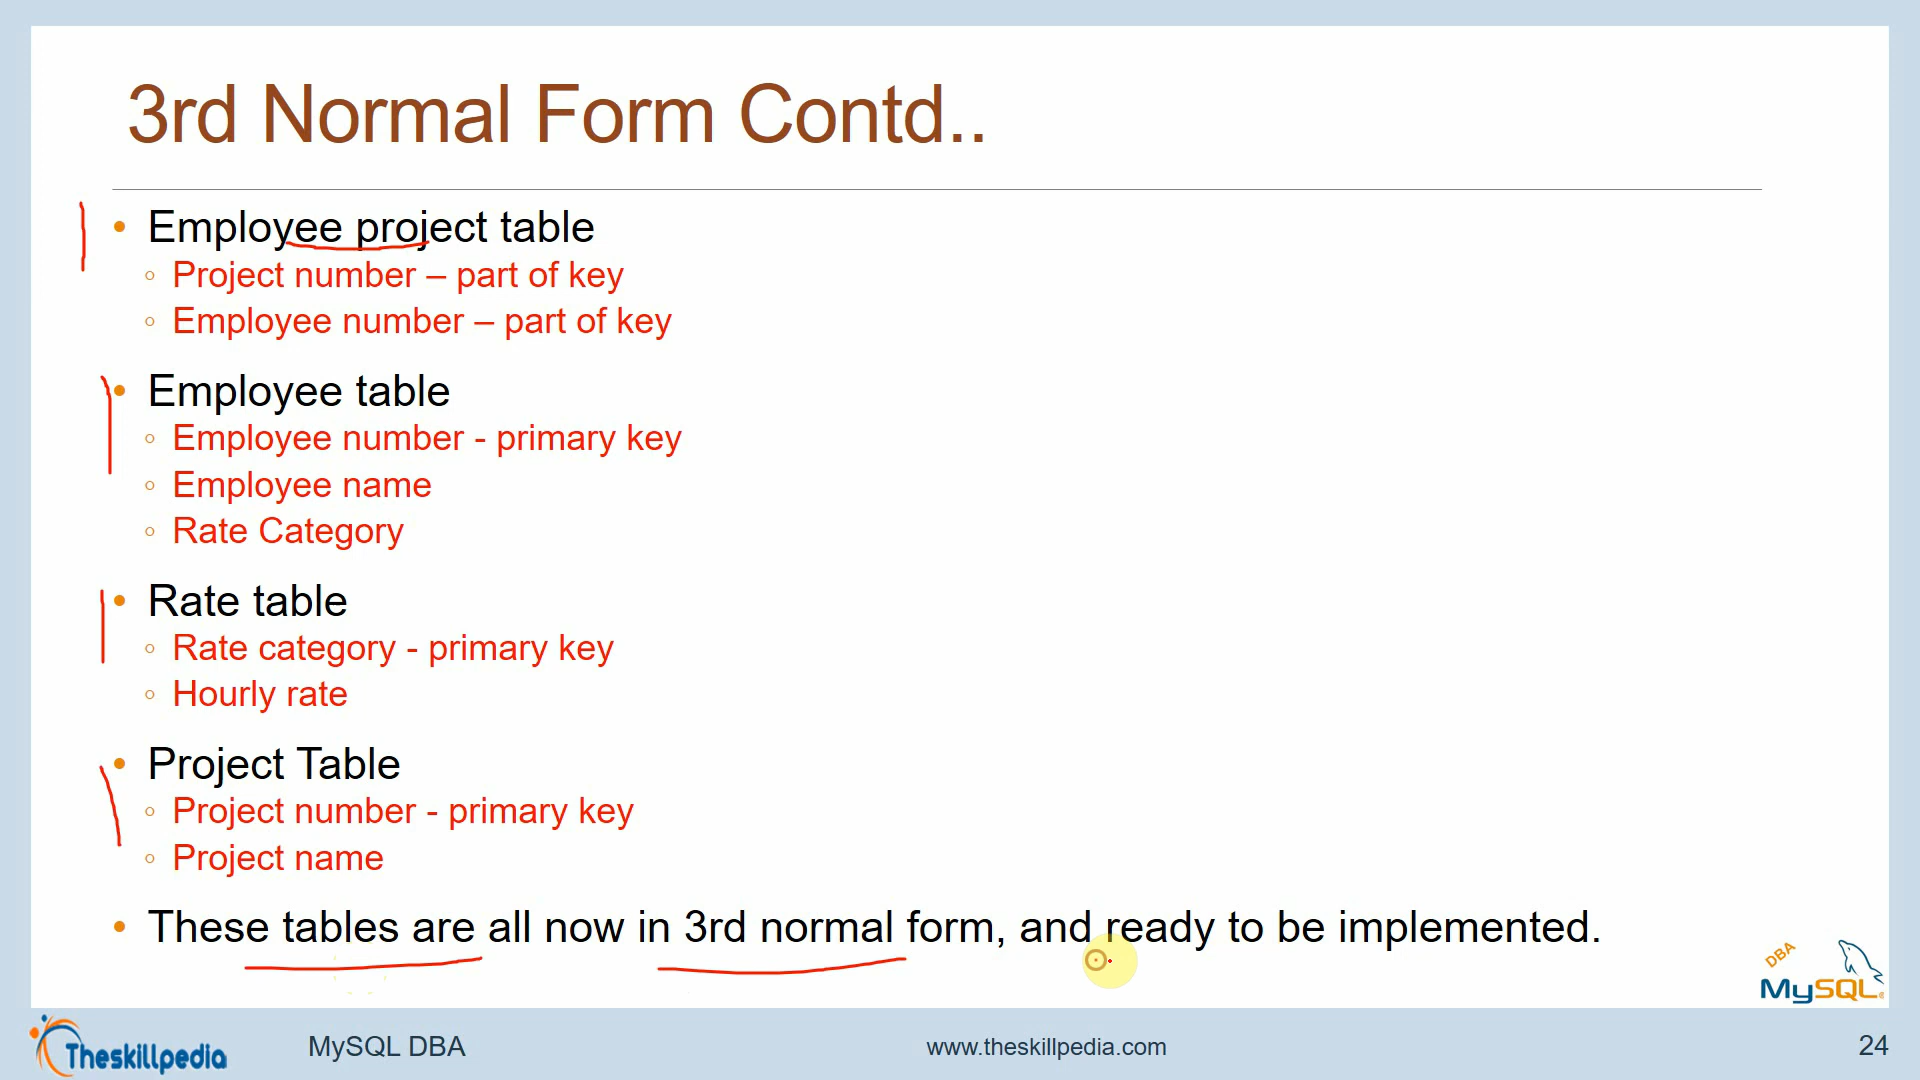 3rd Normal Form Contd..
• Employee project table
◦ Project number – part of key
◦ Employee number – part of key
• Employee table
◦ Employee number - primary key
◦ Employee name
◦ Rate Category
• Rate table
◦ Rate category - primary key
◦ Hourly rate
• Project Table
◦ Project number - primary key
◦ Project name
• These tables are all now in 3rd normal form, and ready to be implemented.
DBA
MySQL®
Theskillpedia
MySQL DBA
www.theskillpedia.com
24